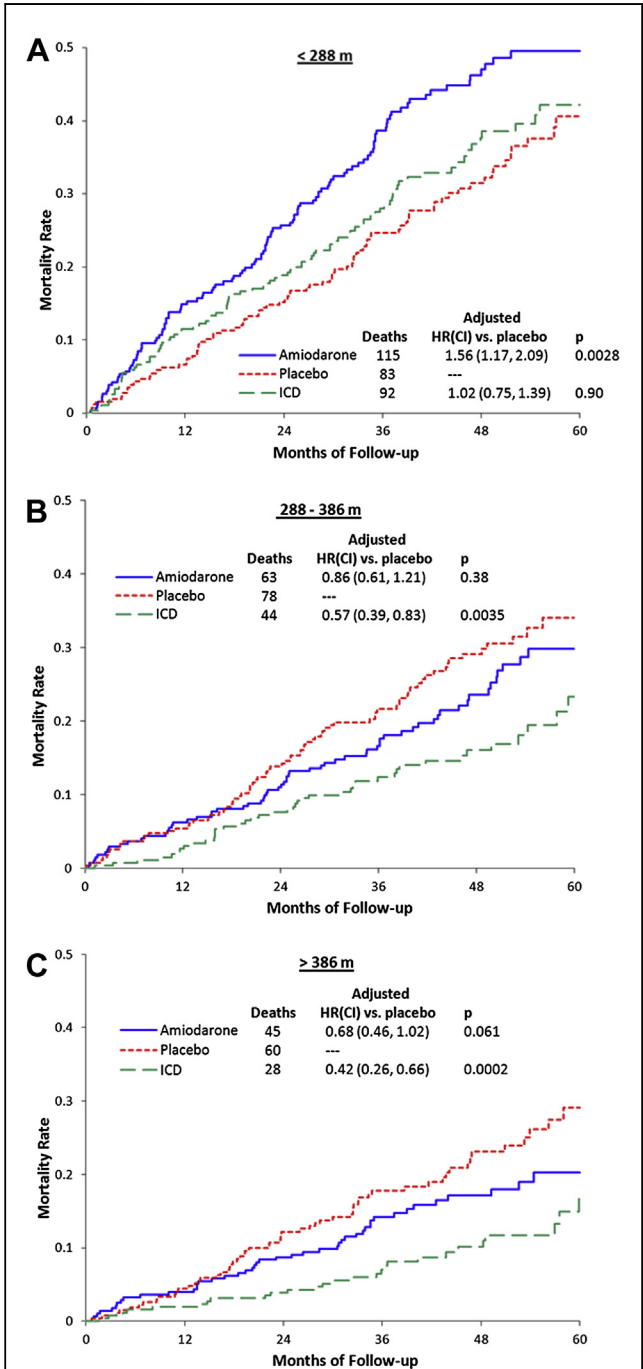 A
< 288 m
0.5
0.4
0.3
0.2
0.1
0
Mortality Rate
Adjusted
Deaths HR(CI) vs. placebo p
Amiodarone 115 1.56 (1.17, 2.09) 0.0028
Placebo 83 ---
ICD 92 1.02 (0.75, 1.39) 0.90
0 12 24 36 48 60
Months of Follow-up
B
288 - 386 m
0.5
0.4
0.3
0.2
0.1
0
Mortality Rate
Adjusted
Deaths HR(CI) vs. placebo p
Amiodarone 63 0.86 (0.61, 1.21) 0.38
Placebo 78 ---
ICD 44 0.57 (0.39, 0.83) 0.0035
0 12 24 36 48 60
Months of Follow-up
C
> 386 m
0.5
0.4
0.3
0.2
0.1
0
Mortality Rate
Adjusted
Deaths HR(CI) vs. placebo p
Amiodarone 45 0.68 (0.46, 1.02) 0.061
Placebo 60 ---
ICD 28 0.42 (0.26, 0.66) 0.0002
0 12 24 36 48 60
Months of Follow-up